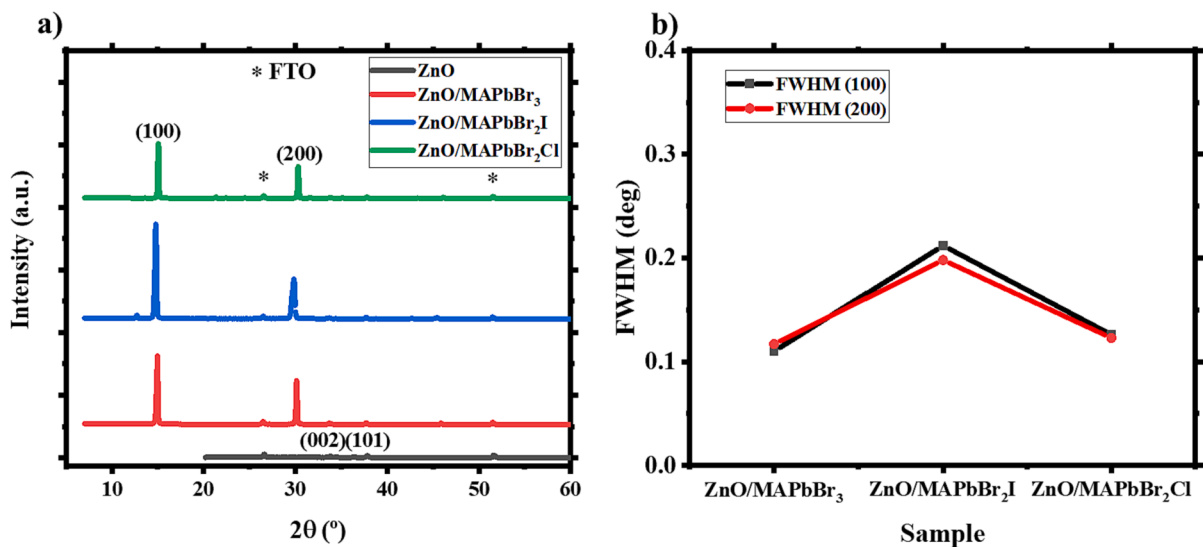 a)
* FTO
ZnO
ZnO/MAPbBr₃
ZnO/MAPbBr₂I
ZnO/MAPbBr₂Cl
(100)
(200)
*
*
(002)(101)
Intensity (a.u.)
10 20 30 40 50 60
2θ (º)
b)
FWHM (100)
FWHM (200)
0.4
0.3
0.2
0.1
0.0
FWHM (deg)
ZnO/MAPbBr₃ ZnO/MAPbBr₂I ZnO/MAPbBr₂Cl
Sample